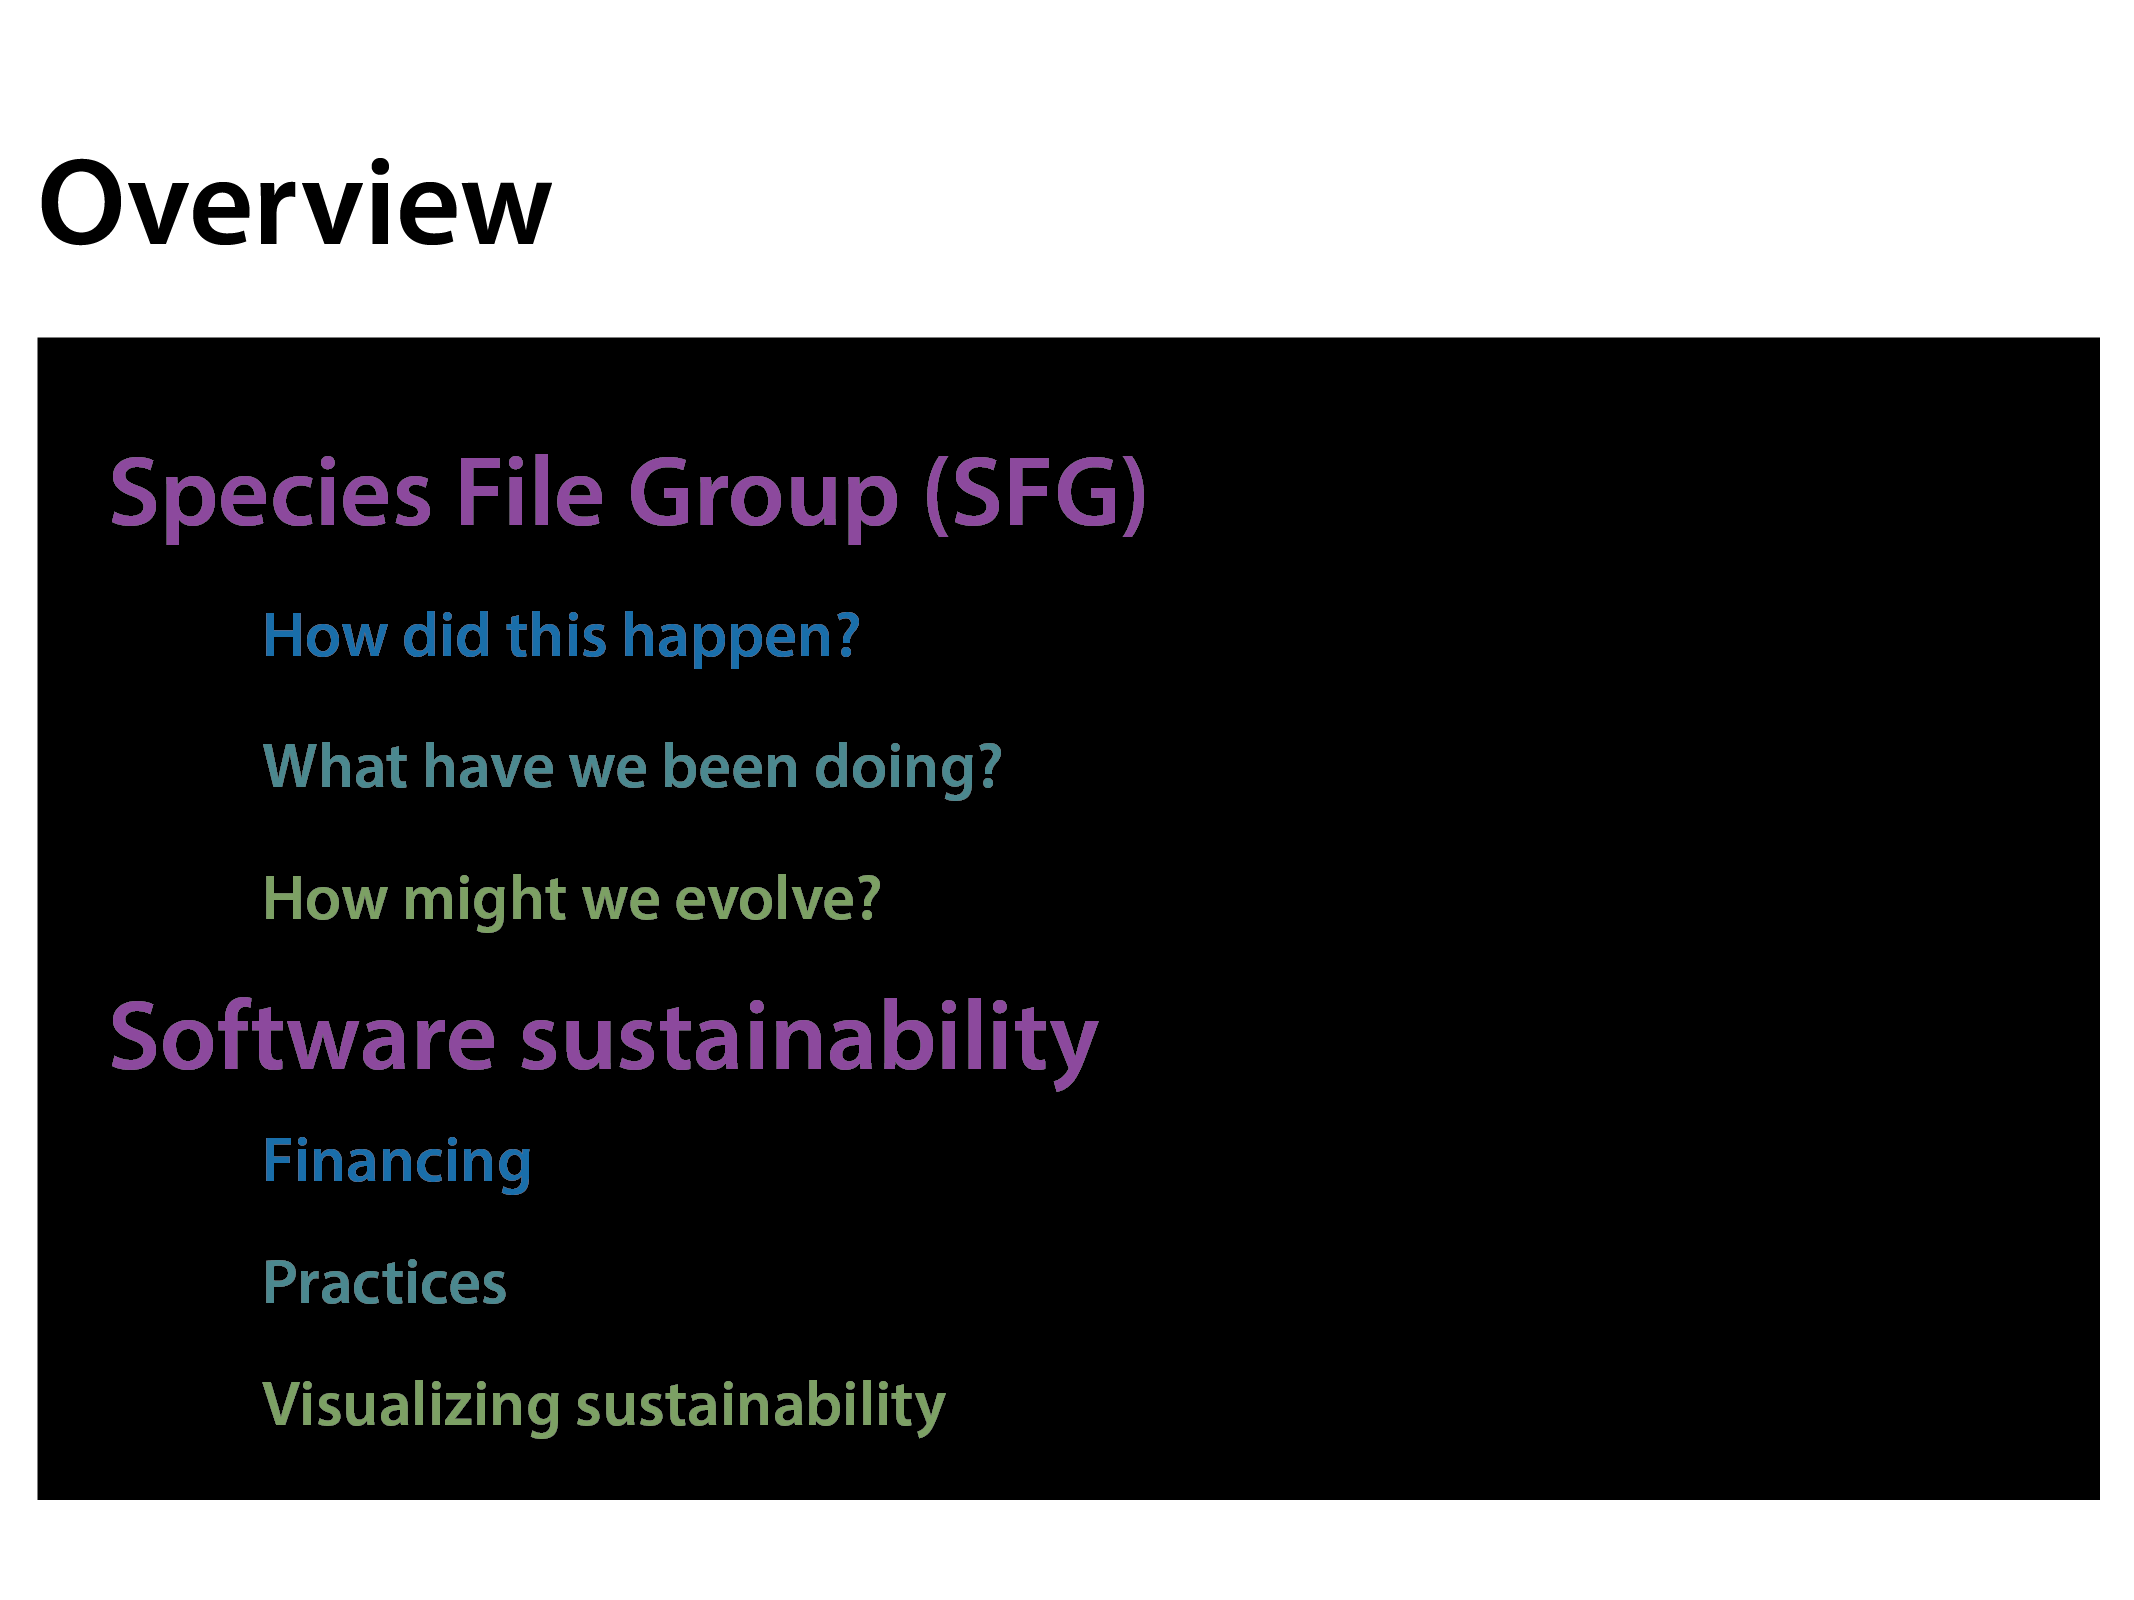 Overview
Species File Group (SFG)
How did this happen?
What have we been doing?
How might we evolve?
Software sustainability
Financing
Practices
Visualizing sustainability